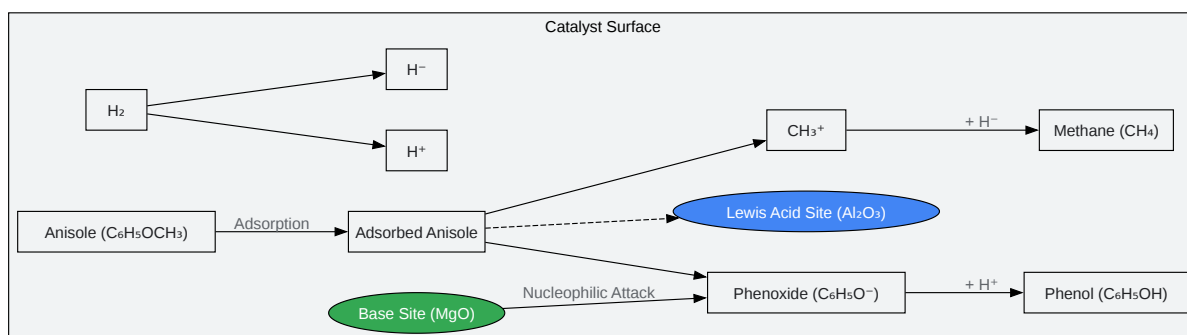 Catalyst Surface
H⁻
H₂
H⁺
CH₃⁺
+ H⁻
Methane (CH₄)
Anisole (C₆H₅OCH₃)
Adsorption
Adsorbed Anisole
Lewis Acid Site (Al₂O₃)
Base Site (MgO)
Nucleophilic Attack
Phenoxide (C₆H₅O⁻)
+ H⁺
Phenol (C₆H₅OH)